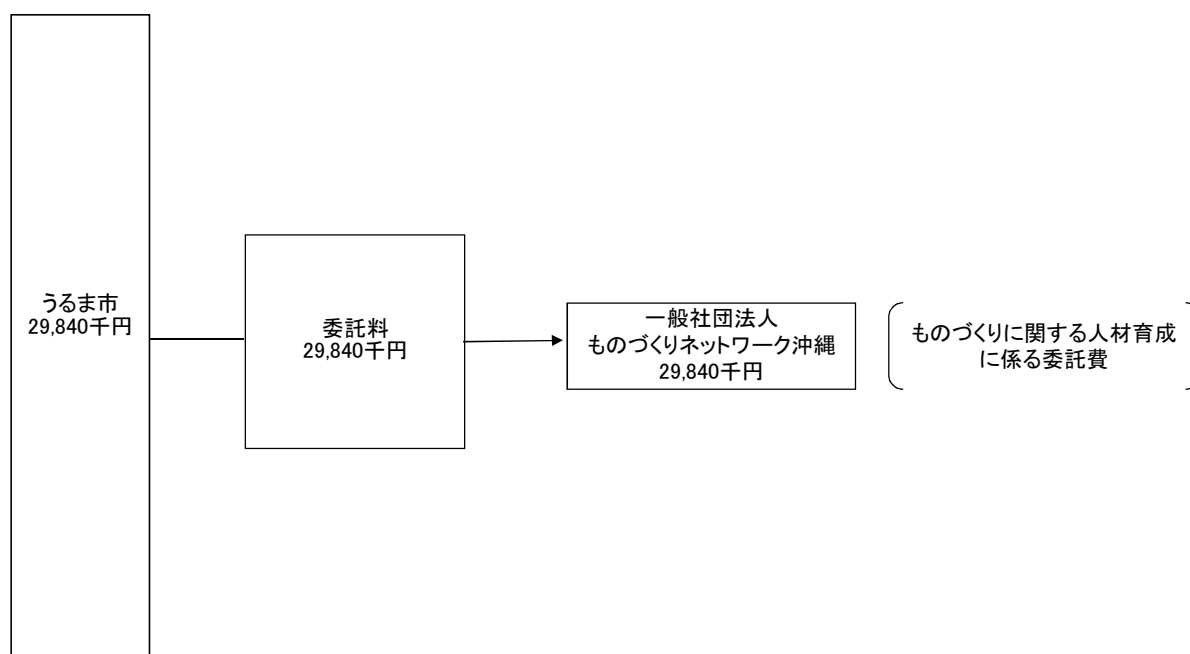 うるま市
29,840千円
委託料
29,840千円
一般社団法人
ものづくりネットワーク沖縄
29,840千円
ものづくりに関する人材育成
に係る委託費